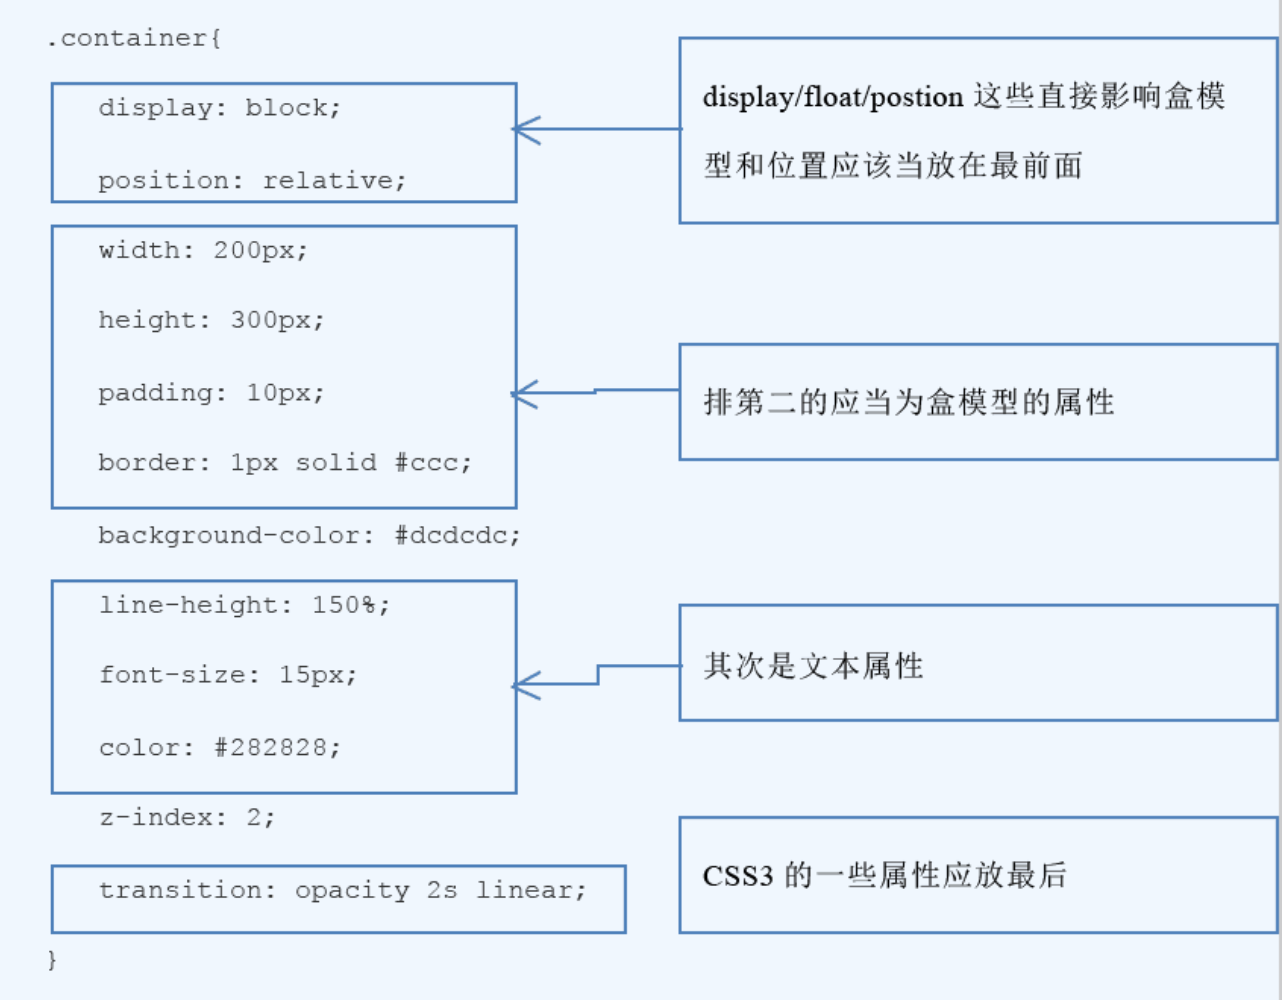 .container{
display: block;
position: relative;
display/float/postion 这些直接影响盒模
型和位置应该当放在最前面
width: 200px;
height: 300px;
padding: 10px;
border: 1px solid #ccc;
排第二的应当为盒模型的属性
background-color: #dcdcdc;
line-height: 150%;
font-size: 15px;
color: #282828;
其次是文本属性
z-index: 2;
transition: opacity 2s linear;
CSS3 的一些属性应放最后
}